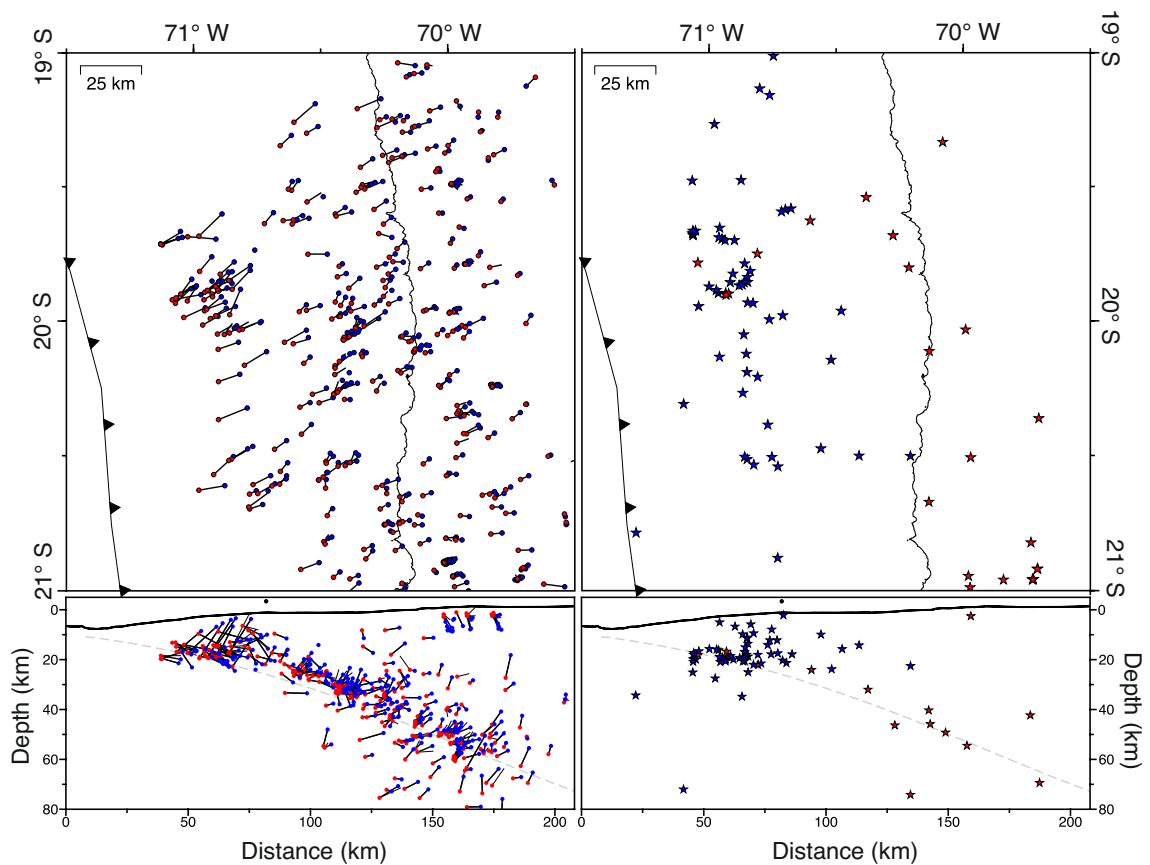 71° W 70° W 71° W 70° W
19° S 25 km 25 km 19° S
20° S 20° S
21° S 21° S
0 0
20 20
40 40
60 60
80 80
Depth (km) Depth (km)
0 50 100 150 200 0 50 100 150 200
Distance (km) Distance (km)